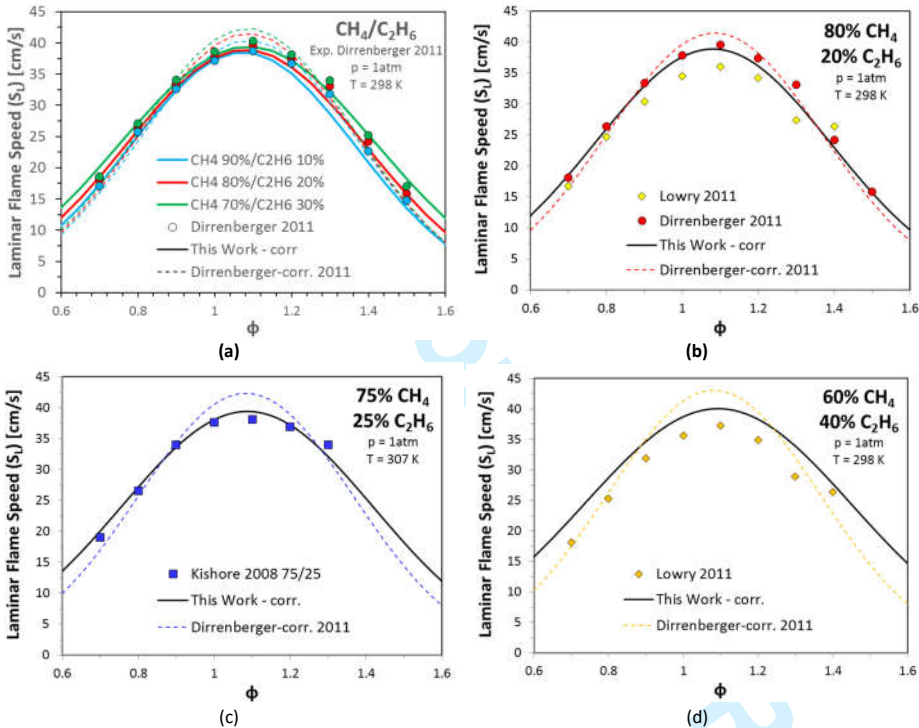 Laminar Flame Speed (SL) [cm/s]
45
40
35
30
25
20
15
10
5
0
0.6 0.8 1 1.2 1.4 1.6
ϕ
CH4/C2H6
Exp. Dirrenberger 2011
p = 1atm
T = 298 K
CH4 90%/C2H6 10%
CH4 80%/C2H6 20%
CH4 70%/C2H6 30%
Dirrenberger 2011
This Work - corr
Dirrenberger-corr. 2011
(a)
Laminar Flame Speed (SL) [cm/s]
45
40
35
30
25
20
15
10
5
0
0.6 0.8 1 1.2 1.4 1.6
ϕ
80% CH4
20% C2H6
p = 1atm
T = 298 K
Lowry 2011
Dirrenberger 2011
This Work - corr
Dirrenberger-corr. 2011
(b)
Laminar Flame Speed (SL) [cm/s]
45
40
35
30
25
20
15
10
5
0
0.6 0.8 1 1.2 1.4 1.6
ϕ
75% CH4
25% C2H6
p = 1atm
T = 307 K
Kishore 2008 75/25
This Work - corr.
Dirrenberger-corr. 2011
(c)
Laminar Flame Speed (SL) [cm/s]
45
40
35
30
25
20
15
10
5
0
0.6 0.8 1 1.2 1.4 1.6
ϕ
60% CH4
40% C2H6
p = 1atm
T = 298 K
Lowry 2011
This Work - corr.
Dirrenberger-corr. 2011
(d)